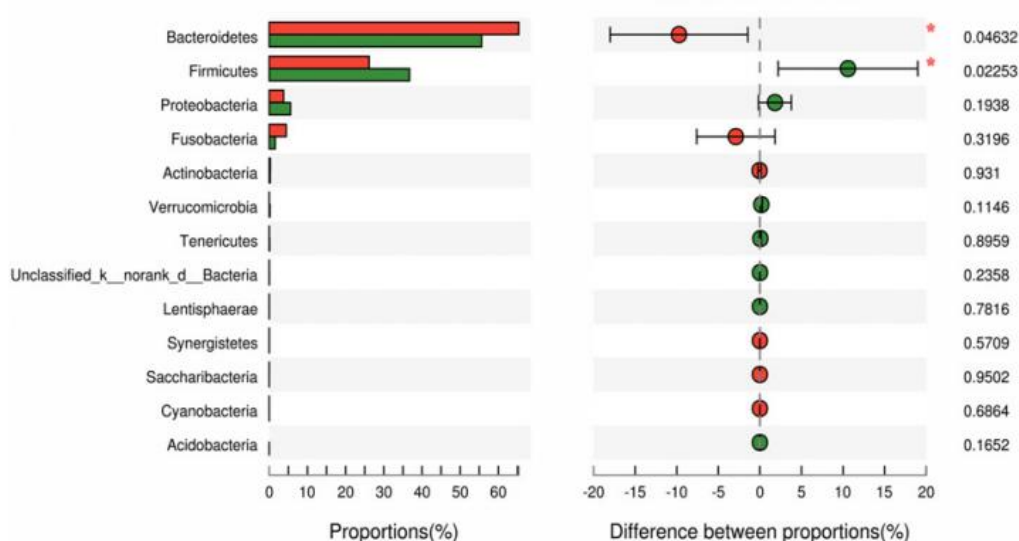 Bacteroidetes * 0.04632
Firmicutes * 0.02253
Proteobacteria 0.1938
Fusobacteria 0.3196
Actinobacteria 0.931
Verrucomicrobia 0.1146
Tenericutes 0.8959
Unclassified_k__norank_d__Bacteria 0.2358
Lentisphaerae 0.7816
Synergistetes 0.5709
Saccharibacteria 0.9502
Cyanobacteria 0.6864
Acidobacteria 0.1652
0 10 20 30 40 50 60 -20 -15 -10 -5 0 5 10 15 20
Proportions(%) Difference between proportions(%)